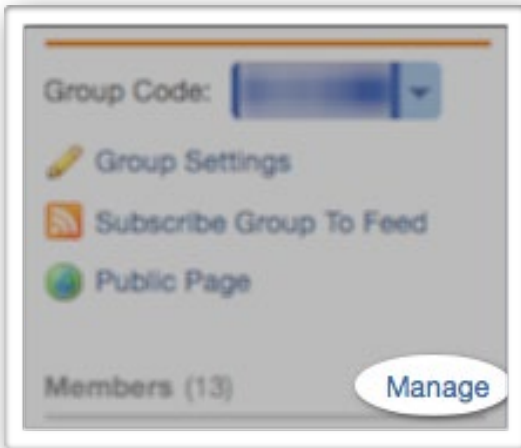 Group Code:
Group Settings
Subscribe Group To Feed
Public Page
Members (13) Manage